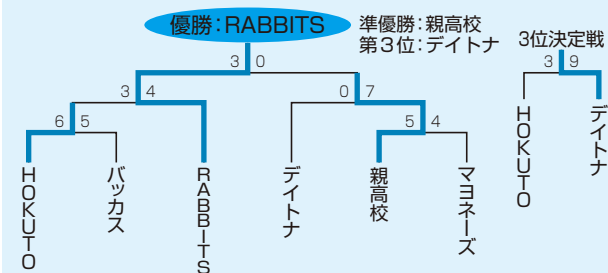 優勝：RABBITS
準優勝：親高校
第3位：デイトナ
3位決定戦
3 0
3 9
3 4
0 7
6 5
5 4
HOKUTO
バッカス
RABBITS
デイトナ
親高校
マヨネーズ
HOKUTO
デイトナ